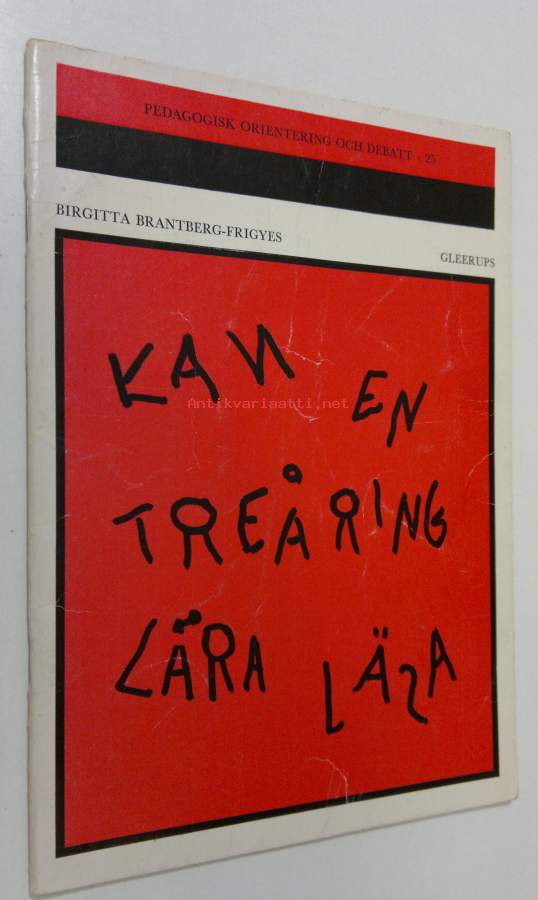 PEDAGOGISK ORIENTERING OCH DEBATT · 25
BIRGITTA BRANTBERG-FRIGYES
GLEERUPS
KAN EN
Antikvariaatti.net
TREÅRING
LÄRA LÄSA